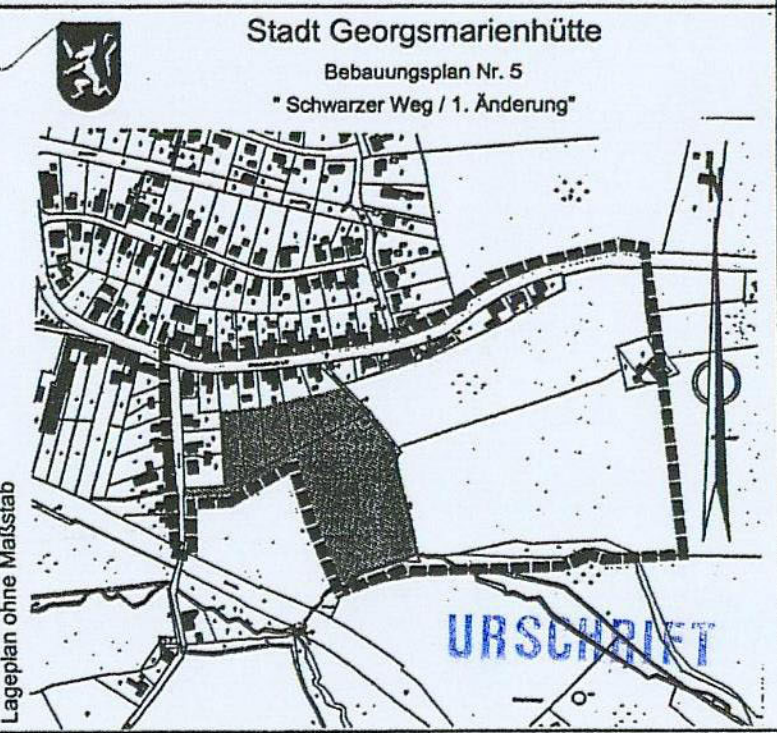 Stadt Georgsmarienhütte
Bebauungsplan Nr. 5
" Schwarzer Weg / 1. Änderung"
Lageplan ohne Maßstab
URSCHRIFT